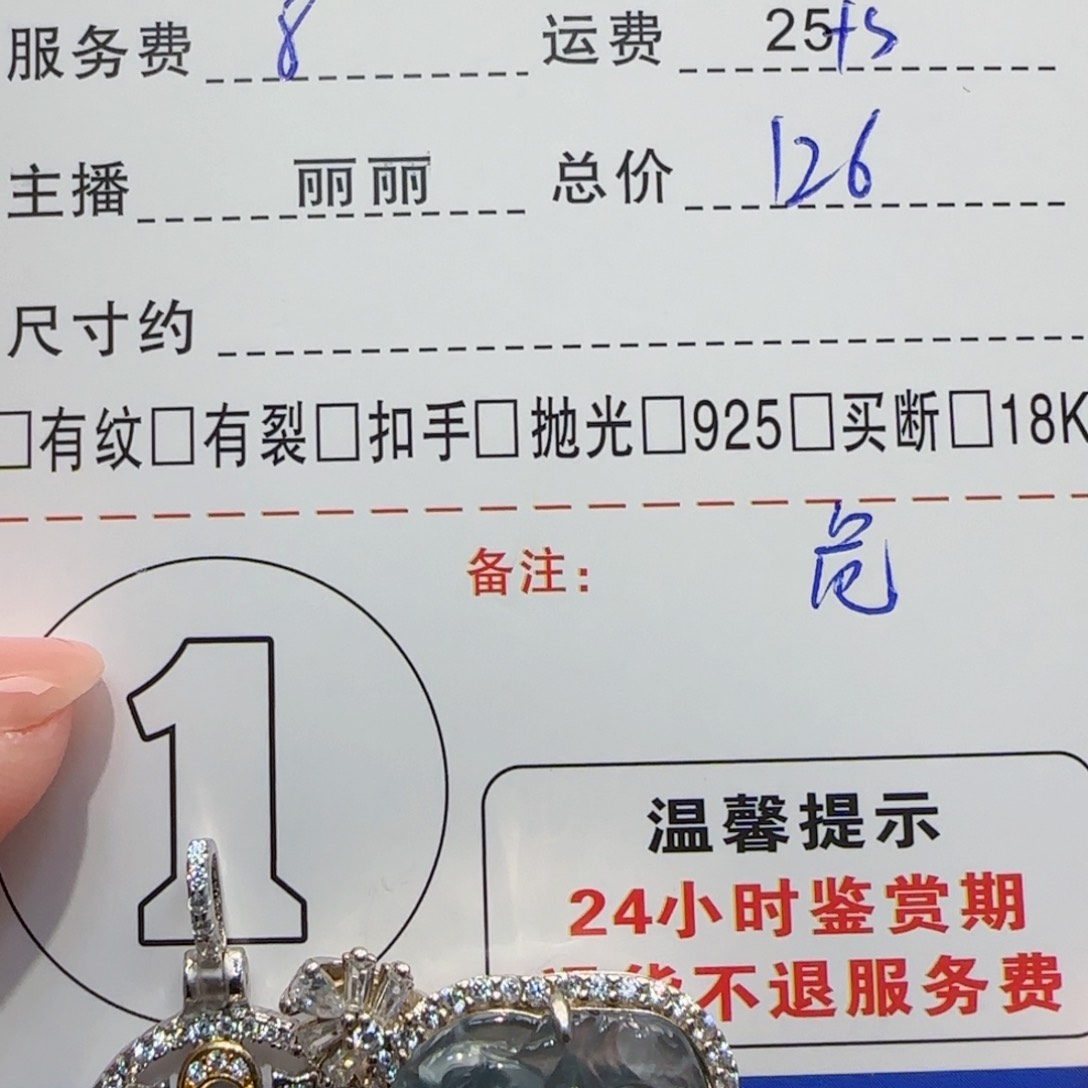 服务费 8 运费 25+5
主播 丽丽 总价 126
尺寸约
□有纹□有裂□扣手□抛光□925□买断□18K
备注: 危
1
温馨提示
24小时鉴赏期
不退服务费